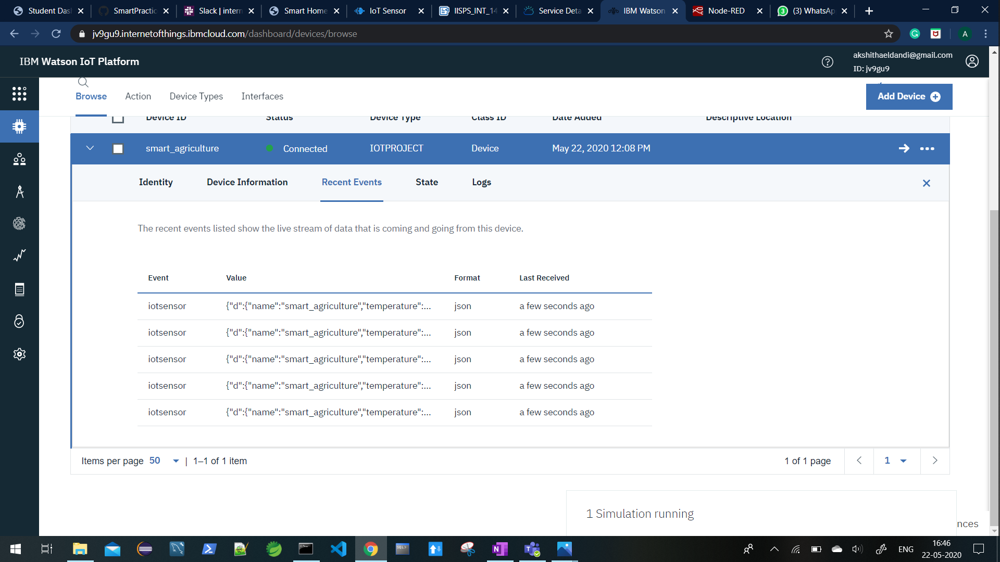 Student Das
SmartPractic
Slack | intern
Smart Home
IoT Sensor
IISPS_INT_14
Service Deta
IBM Watson
Node-RED
(3) WhatsAp
jv9gu9.internetofthings.ibmcloud.com/dashboard/devices/browse
A
IBM Watson IoT Platform
akshithaeldandi@gmail.com
ID: jv9gu9
Browse
Action
Device Types
Interfaces
Add Device
Device ID
Status
Device Type
Class ID
Date Added
Descriptive Location
smart_agriculture
Connected
IOTPROJECT
Device
May 22, 2020 12:08 PM
Identity
Device Information
Recent Events
State
Logs
The recent events listed show the live stream of data that is coming and going from this device.
Event Value Format Last Received
iotsensor {"d":{"name":"smart_agriculture","temperature":... json a few seconds ago
iotsensor {"d":{"name":"smart_agriculture","temperature":... json a few seconds ago
iotsensor {"d":{"name":"smart_agriculture","temperature":... json a few seconds ago
iotsensor {"d":{"name":"smart_agriculture","temperature":... json a few seconds ago
iotsensor {"d":{"name":"smart_agriculture","temperature":... json a few seconds ago
Items per page 50 | 1–1 of 1 item
1 of 1 page
1
1 Simulation running
nces
ENG
16:46
22-05-2020